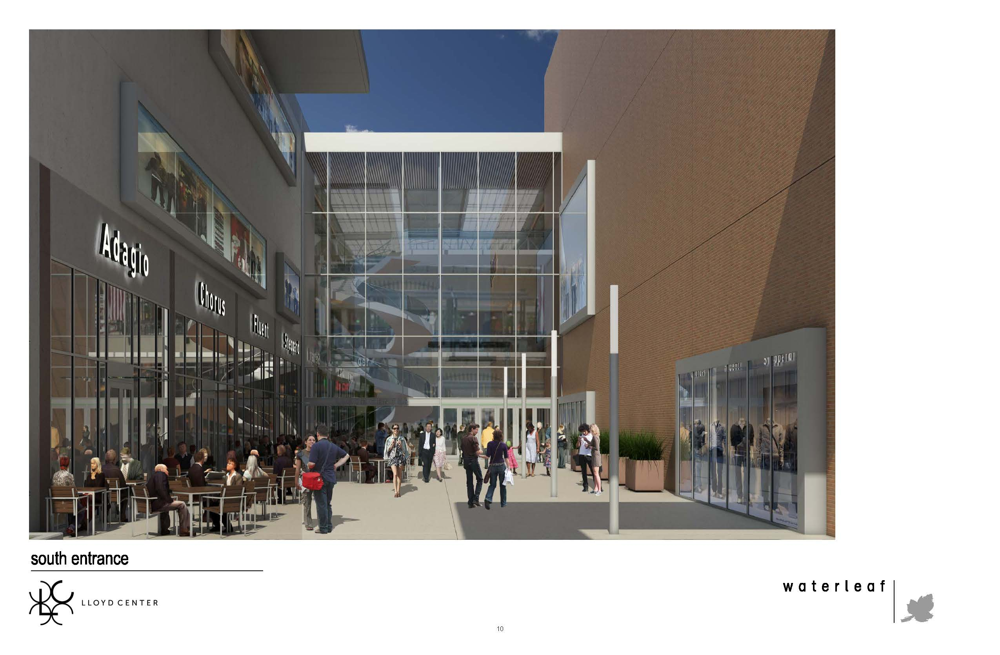 Adagio
Chorus
Fluent
Sheppard
south entrance
LLOYD CENTER
waterleaf
10